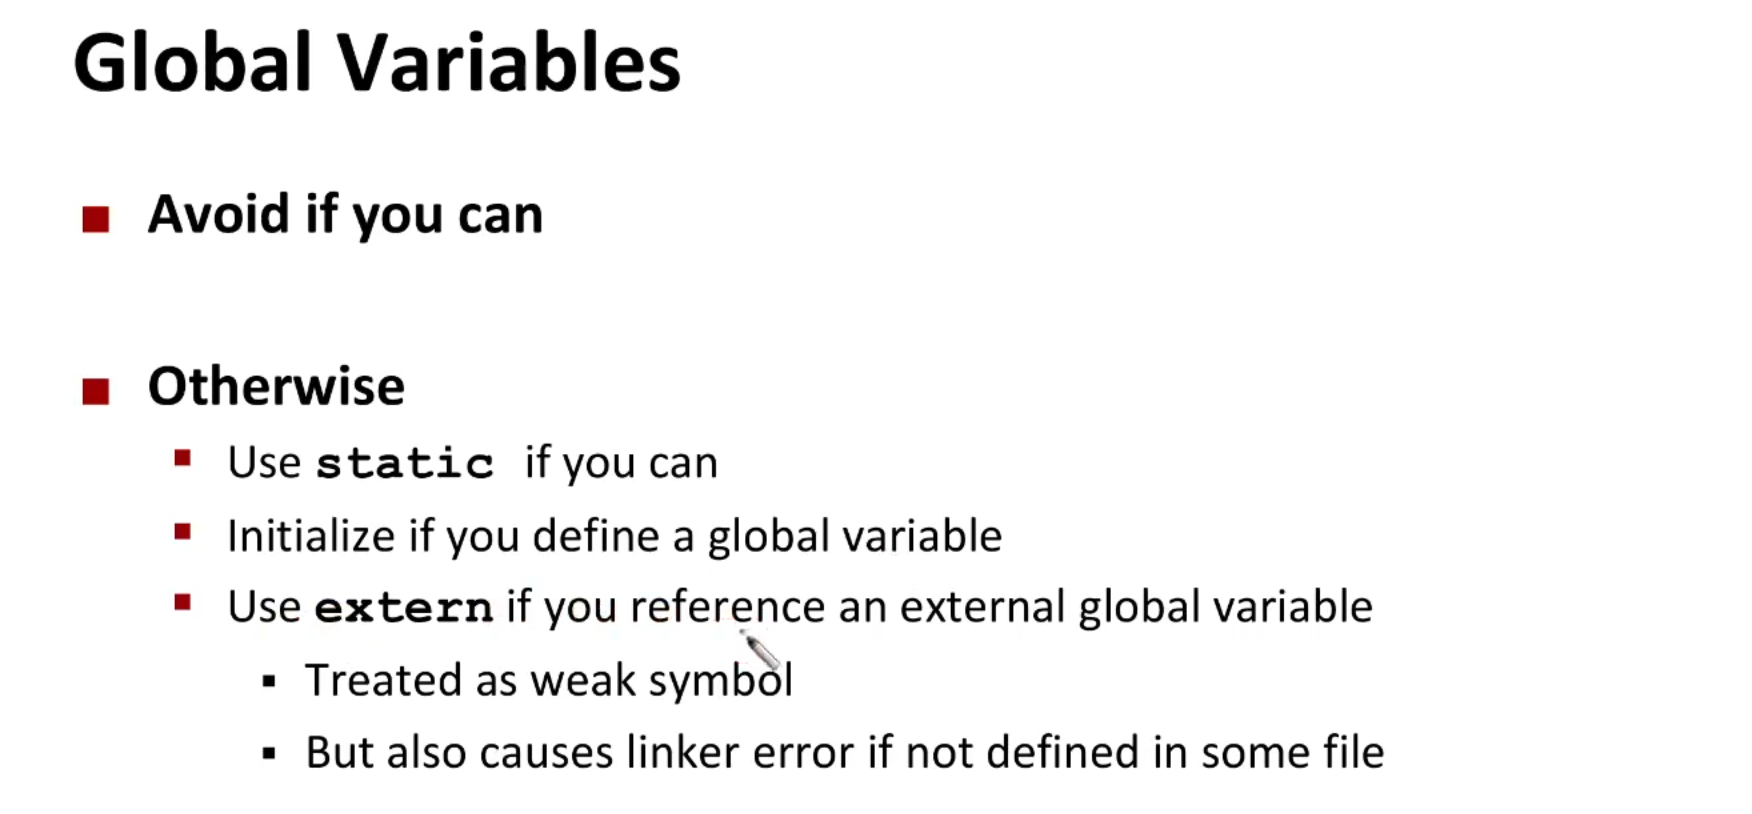 Global Variables
Avoid if you can
Otherwise
Use static if you can
Initialize if you define a global variable
Use extern if you reference an external global variable
Treated as weak symbol
But also causes linker error if not defined in some file